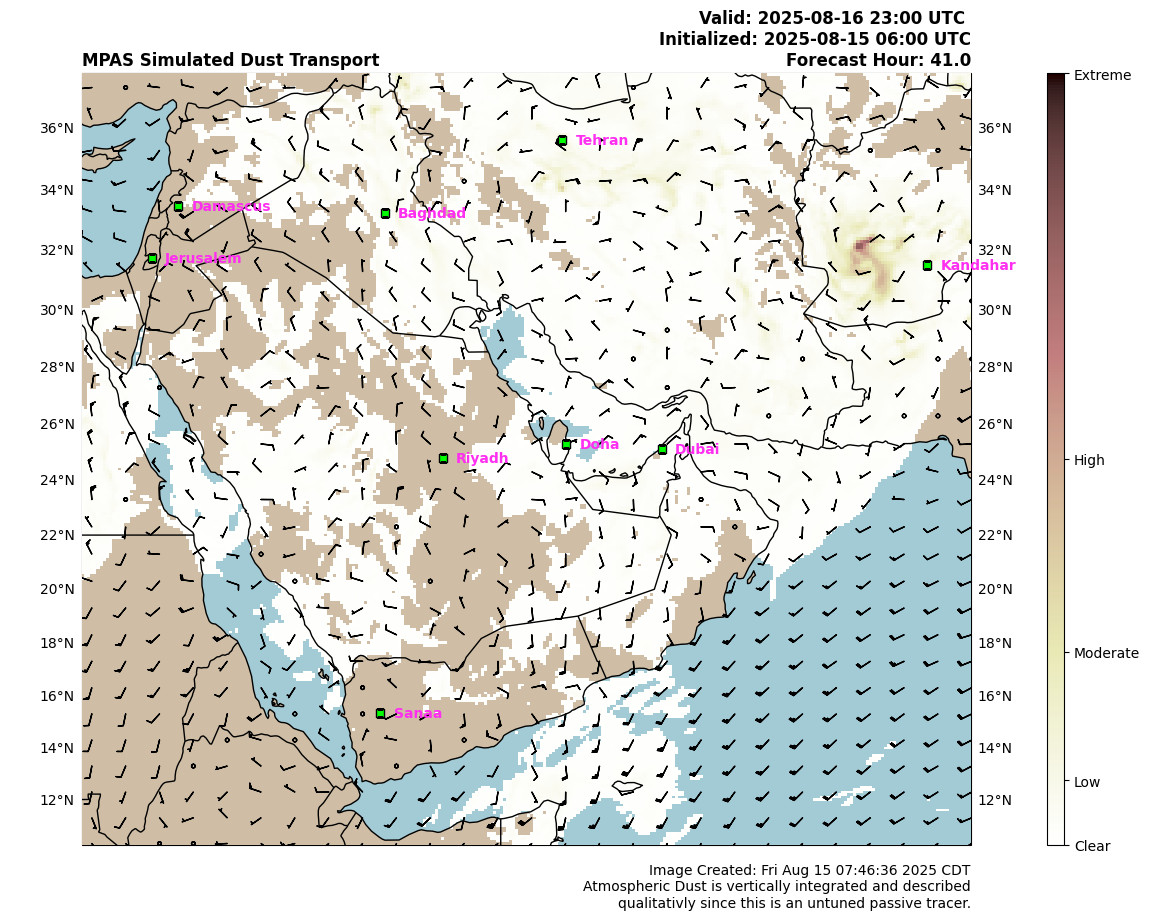 Valid: 2025-08-16 23:00 UTC
Initialized: 2025-08-15 06:00 UTC
MPAS Simulated Dust Transport
Forecast Hour: 41.0
Extreme
36°N
36°N
Tehran
34°N
34°N
Damascus
Baghdad
32°N
32°N
Jerusalem
Kandahar
30°N
30°N
28°N
28°N
26°N
26°N
Doha
Dubai
Riyadh
High
24°N
24°N
22°N
22°N
20°N
20°N
18°N
18°N
Moderate
16°N
16°N
Sanaa
14°N
14°N
Low
12°N
12°N
Clear
Image Created: Fri Aug 15 07:46:36 2025 CDT
Atmospheric Dust is vertically integrated and described
qualitativly since this is an untuned passive tracer.